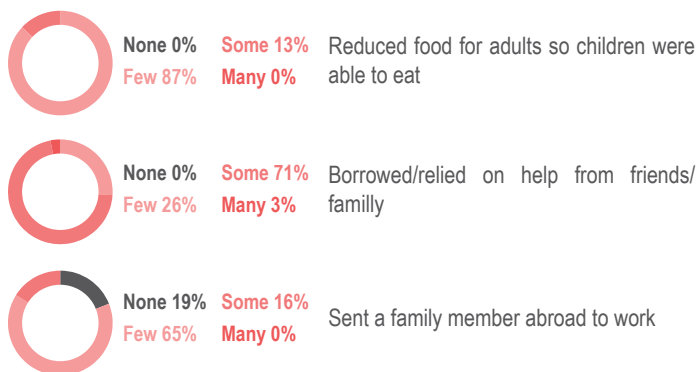 None 0% Some 13%
Few 87% Many 0%
Reduced food for adults so children were
able to eat
None 0% Some 71%
Few 26% Many 3%
Borrowed/relied on help from friends/
familly
None 19% Some 16%
Few 65% Many 0%
Sent a family member abroad to work